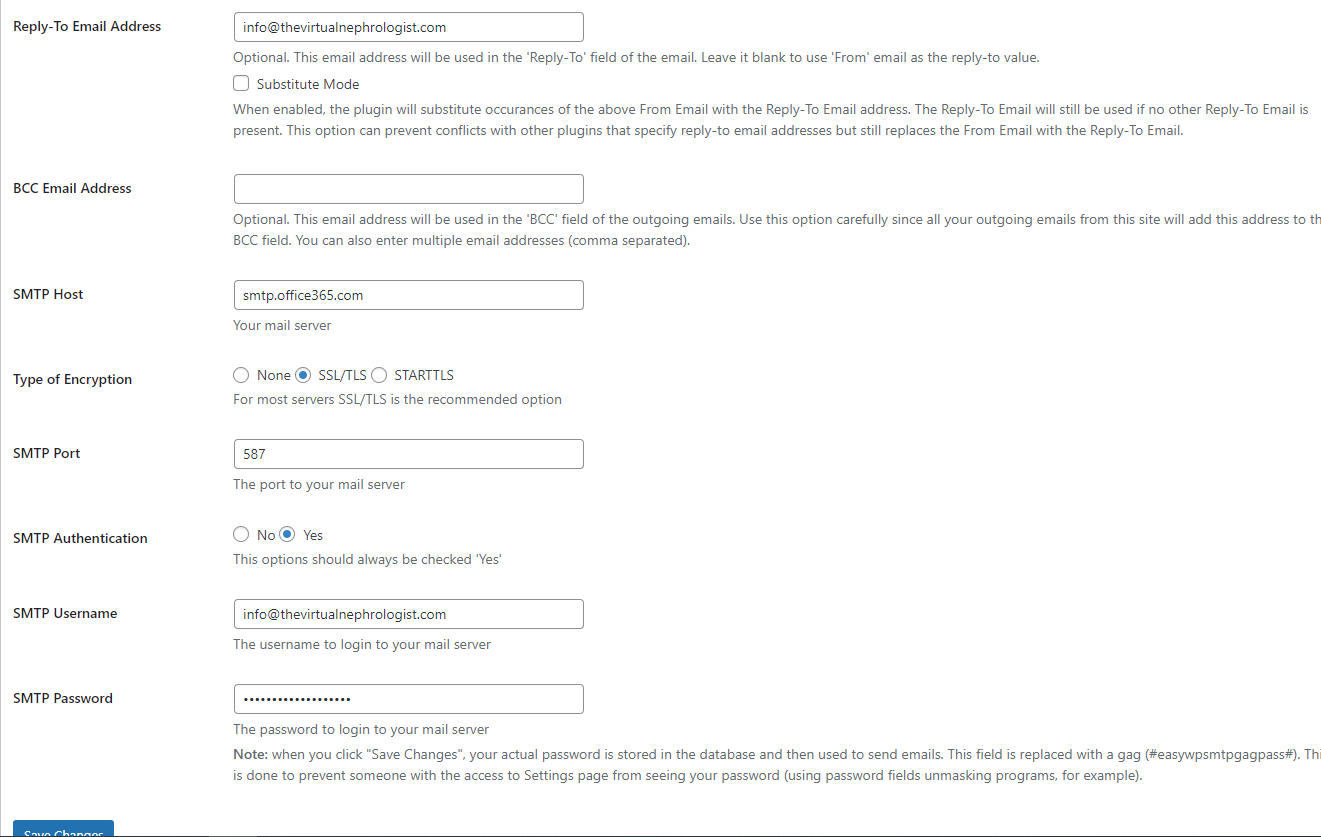 Reply-To Email Address
info@thevirtualnephrologist.com
Optional. This email address will be used in the 'Reply-To' field of the email. Leave it blank to use 'From' email as the reply-to value.
Substitute Mode
When enabled, the plugin will substitute occurances of the above From Email with the Reply-To Email address. The Reply-To Email will still be used if no other Reply-To Email is
present. This option can prevent conflicts with other plugins that specify reply-to email addresses but still replaces the From Email with the Reply-To Email.
BCC Email Address
Optional. This email address will be used in the 'BCC' field of the outgoing emails. Use this option carefully since all your outgoing emails from this site will add this address to th
BCC field. You can also enter multiple email addresses (comma separated).
SMTP Host
smtp.office365.com
Your mail server
Type of Encryption
None SSL/TLS STARTTLS
For most servers SSL/TLS is the recommended option
SMTP Port
587
The port to your mail server
SMTP Authentication
No Yes
This options should always be checked 'Yes'
SMTP Username
info@thevirtualnephrologist.com
The username to login to your mail server
SMTP Password
•••••••••••••••••••
The password to login to your mail server
Note: when you click "Save Changes", your actual password is stored in the database and then used to send emails. This field is replaced with a gag (#easywpsmtpgagpass#). Thi
is done to prevent someone with the access to Settings page from seeing your password (using password fields unmasking programs, for example).
Save Changes